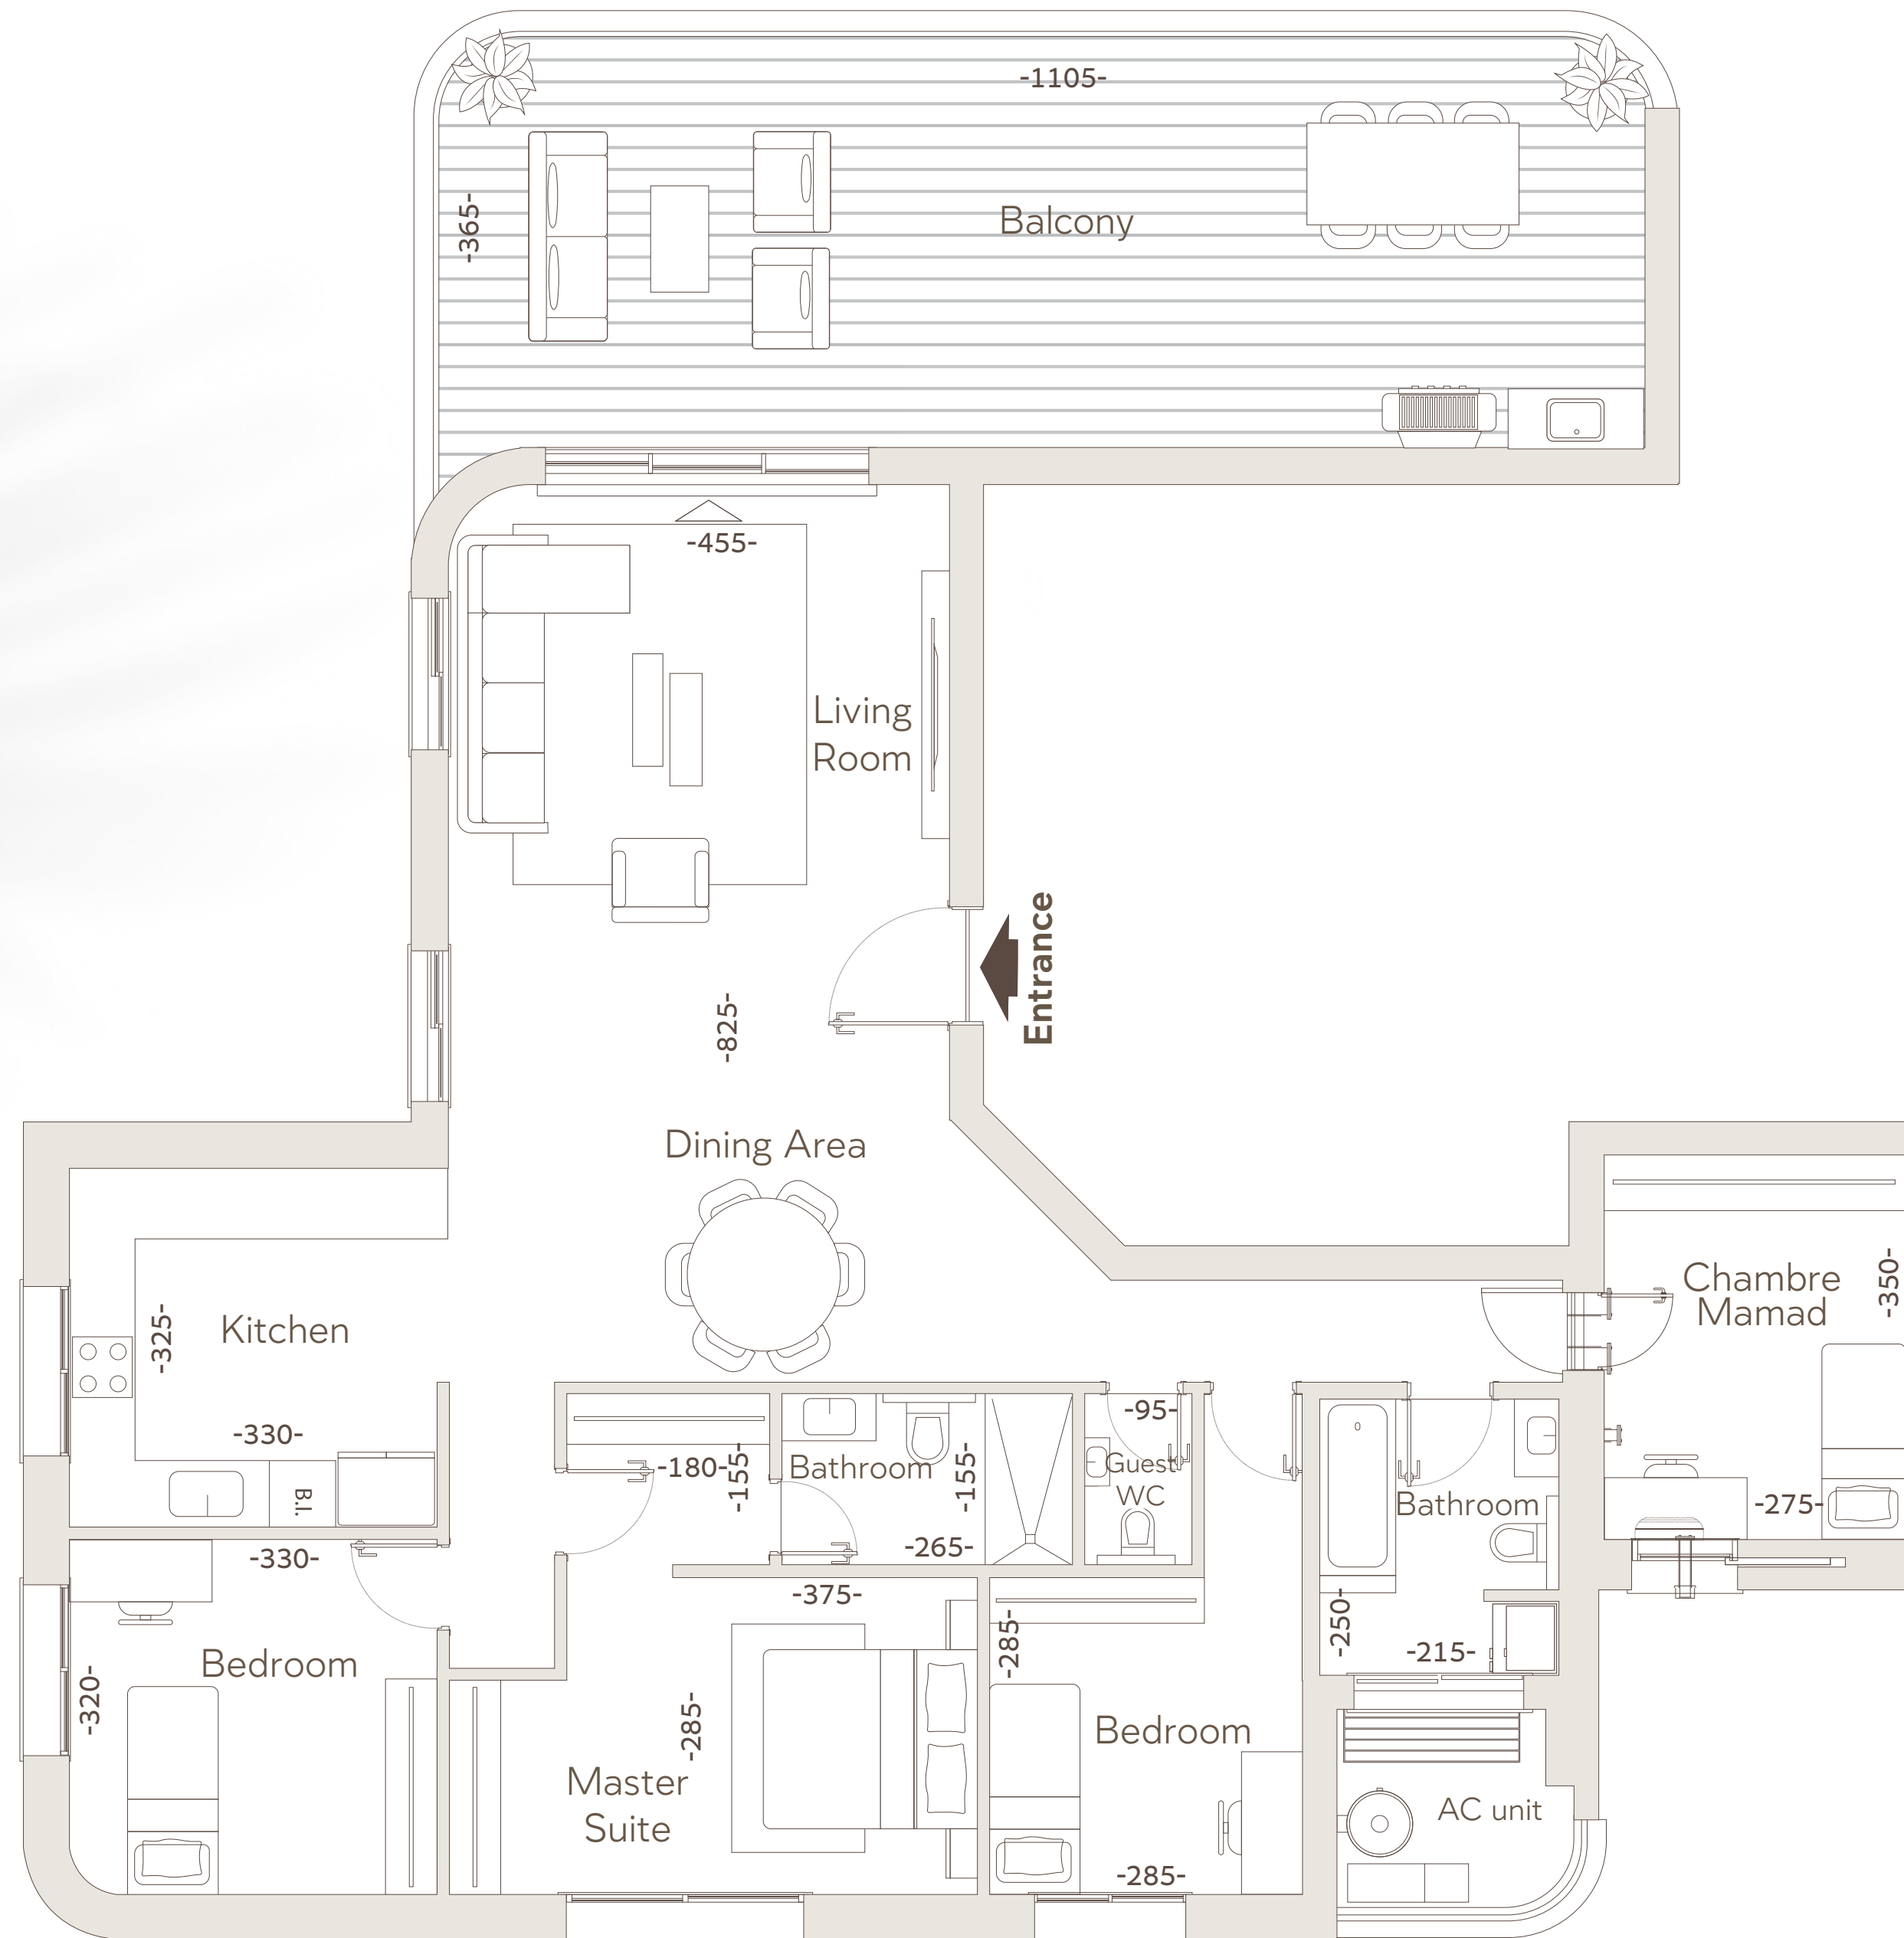 -1105-
-365-
Balcony
-455-
Living
Room
Entrance
-825-
Dining Area
Kitchen
-325-
-330-
B.I.
Chambre
Mamad
-350-
-275-
-180-
-155-
Bathroom
-155-
-265-
-95-
Guest
WC
Bathroom
-250-
-215-
-330-
Bedroom
-320-
-375-
-285-
Master
Suite
-285-
Bedroom
-285-
AC unit